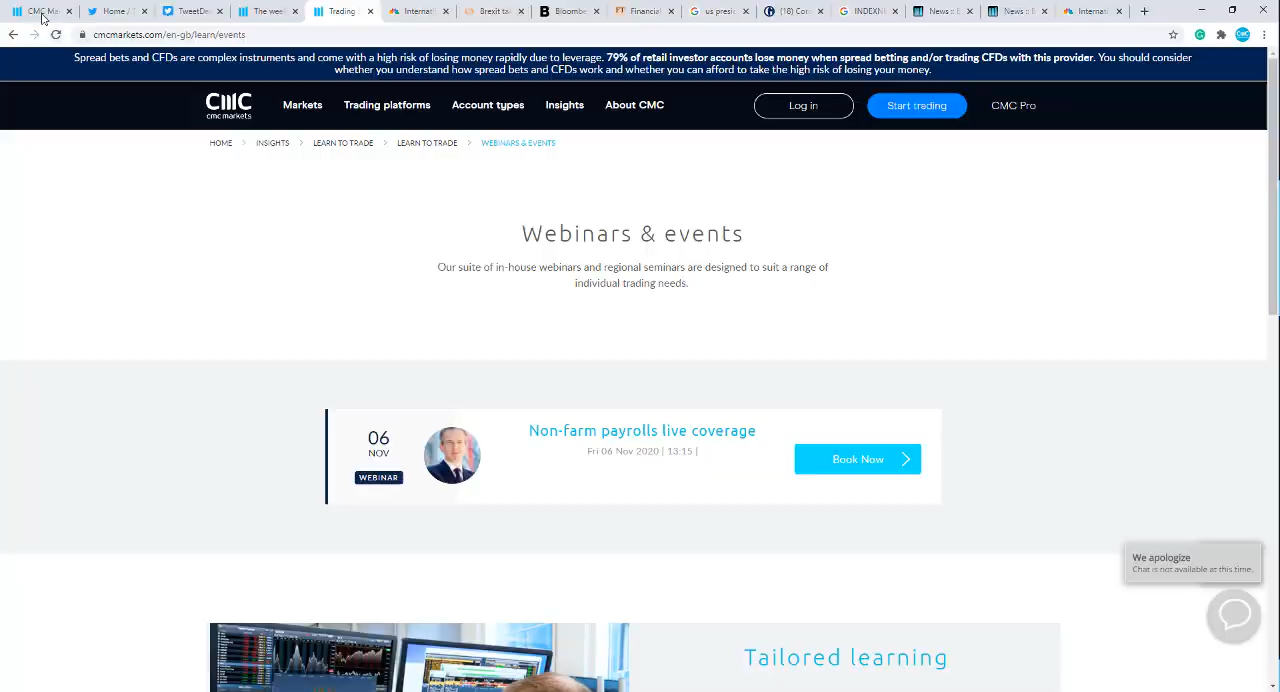 CMC Ma
Home / T
TweetDe
The wee
Trading
Internati
Brexit ta
Bloombe
FT Financia
us presi
(18) Co
INDEXN
News ::
News ::
Internati
cmcmarkets.com/en-gb/learn/events
Spread bets and CFDs are complex instruments and come with a high risk of losing money rapidly due to leverage. 79% of retail investor accounts lose money when spread betting and/or trading CFDs with this provider. You should consider
whether you understand how spread bets and CFDs work and whether you can afford to take the high risk of losing your money.
cmc
cmc markets
Markets Trading platforms Account types Insights About CMC Log in Start trading CMC Pro
HOME > INSIGHTS > LEARN TO TRADE > LEARN TO TRADE > WEBINARS & EVENTS
Webinars & events
Our suite of in-house webinars and regional seminars are designed to suit a range of
individual trading needs.
06
NOV
WEBINAR
Non-farm payrolls live coverage
Fri 06 Nov 2020 | 13:15 |
Book Now
We apologize
Chat is not available at this time.
Tailored learning